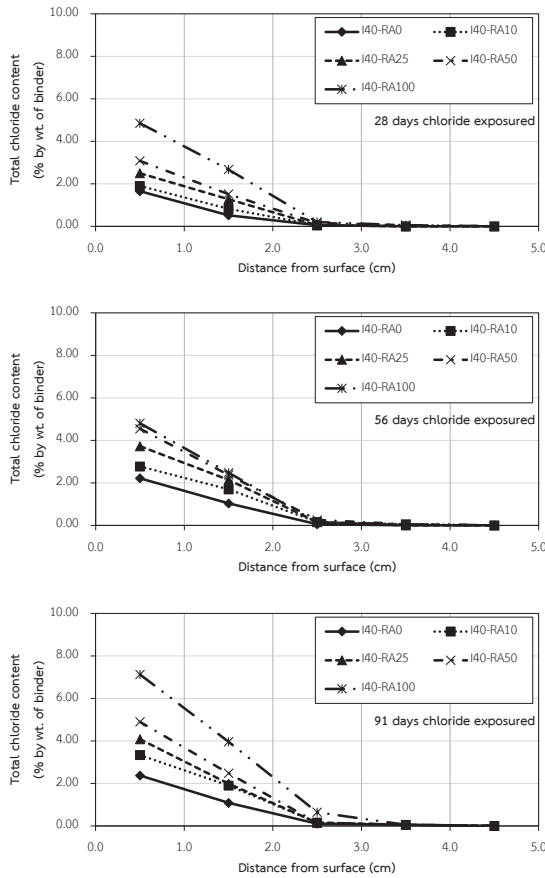 10.00
8.00
6.00
4.00
2.00
0.00
Total chloride content
(% by wt. of binder)
I40-RA0 I40-RA10
I40-RA25 I40-RA50
I40-RA100
28 days chloride exposured
0.0 1.0 2.0 3.0 4.0 5.0
Distance from surface (cm)
10.00
8.00
6.00
4.00
2.00
0.00
Total chloride content
(% by wt. of binder)
I40-RA0 I40-RA10
I40-RA25 I40-RA50
I40-RA100
56 days chloride exposured
0.0 1.0 2.0 3.0 4.0 5.0
Distance from surface (cm)
10.00
8.00
6.00
4.00
2.00
0.00
Total chloride content
(% by wt. of binder)
I40-RA0 I40-RA10
I40-RA25 I40-RA50
I40-RA100
91 days chloride exposured
0.0 1.0 2.0 3.0 4.0 5.0
Distance from surface (cm)